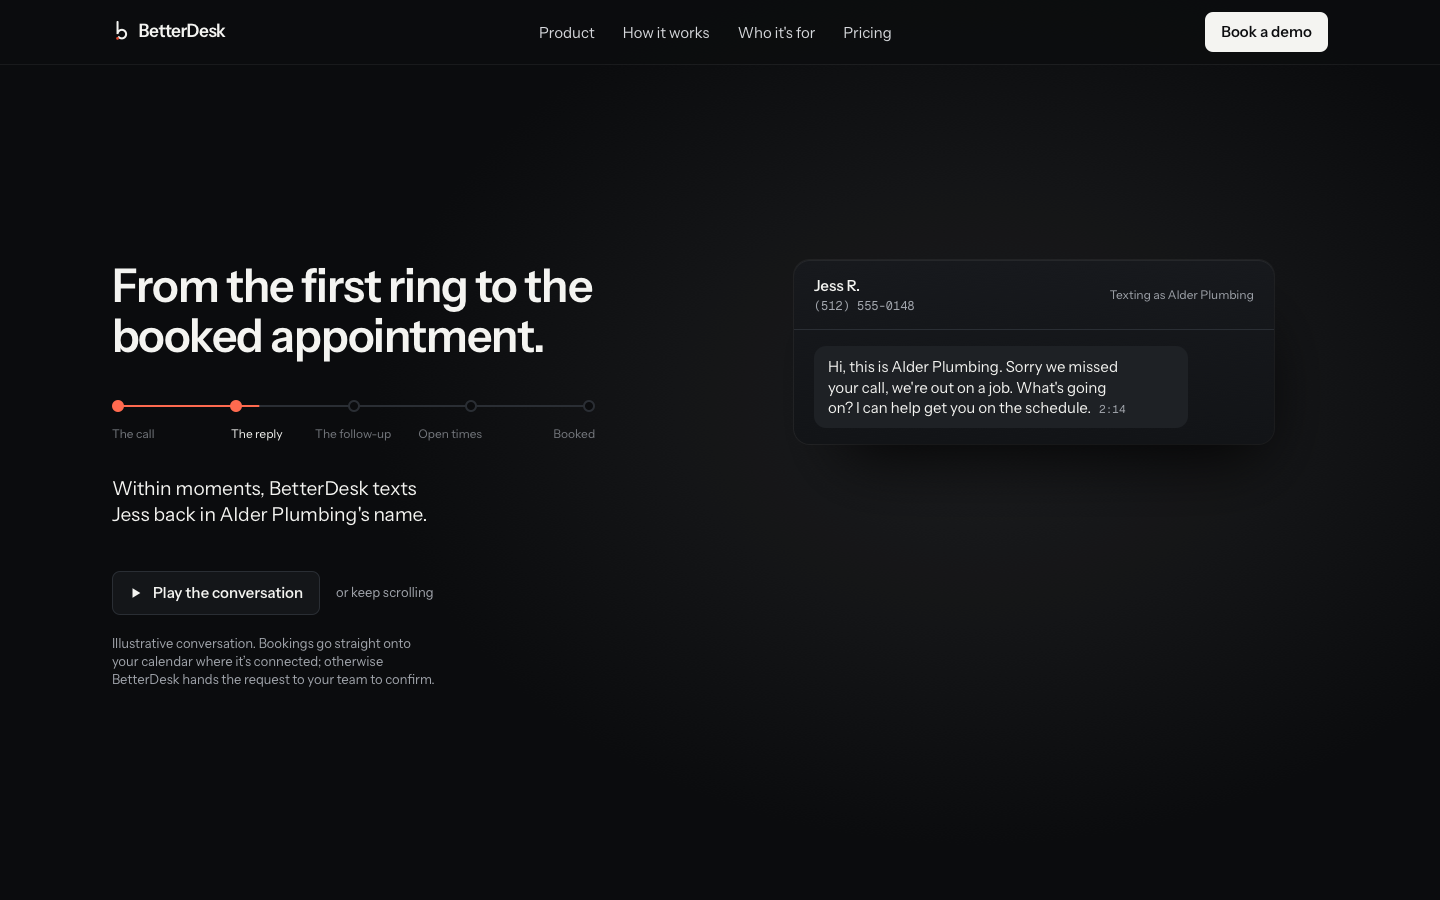 BetterDesk
Product
How it works
Who it's for
Pricing
Book a demo
From the first ring to the
booked appointment.
The call
The reply
The follow-up
Open times
Booked
Within moments, BetterDesk texts
Jess back in Alder Plumbing's name.
Play the conversation
or keep scrolling
Illustrative conversation. Bookings go straight onto
your calendar where it's connected; otherwise
BetterDesk hands the request to your team to confirm.
Jess R.
(512) 555-0148
Texting as Alder Plumbing
Hi, this is Alder Plumbing. Sorry we missed
your call, we're out on a job. What's going
on? I can help get you on the schedule. 2:14